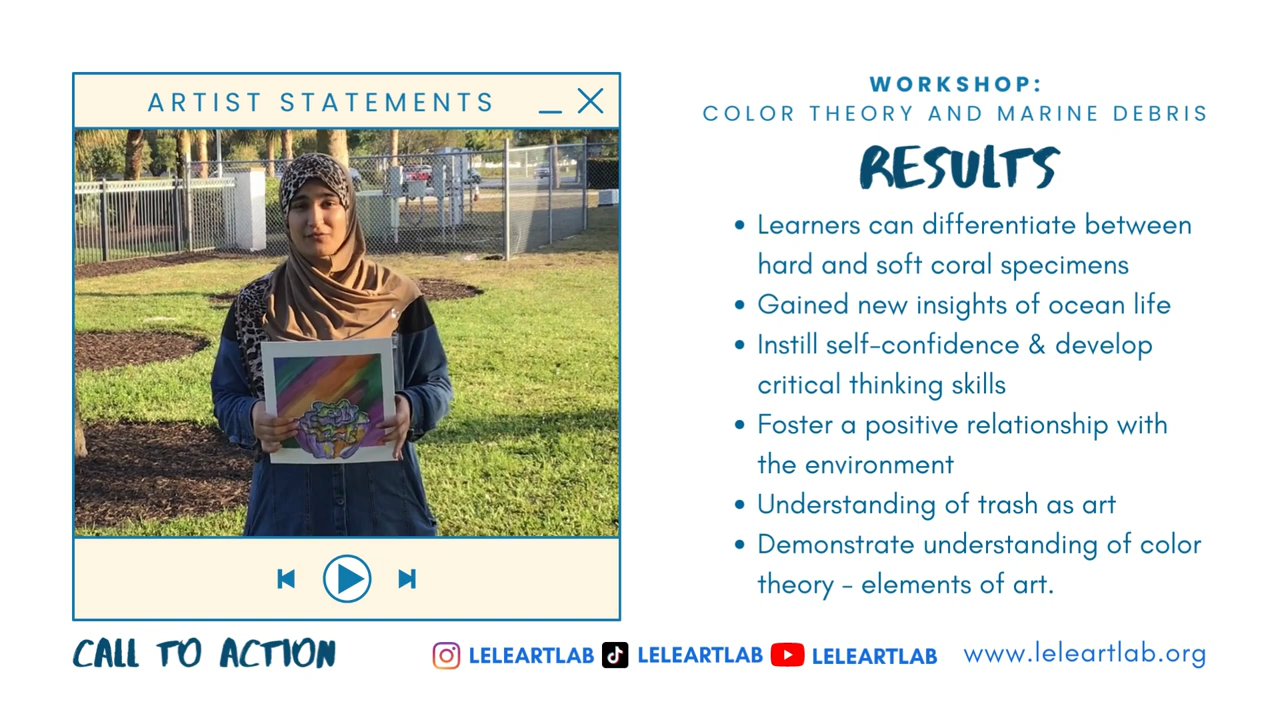 ARTIST STATEMENTS
WORKSHOP:
COLOR THEORY AND MARINE DEBRIS
RESULTS
• Learners can differentiate between
hard and soft coral specimens
• Gained new insights of ocean life
• Instill self-confidence & develop
critical thinking skills
• Foster a positive relationship with
the environment
• Understanding of trash as art
• Demonstrate understanding of color
theory - elements of art.
CALL TO ACTION
LELEARTLAB LELEARTLAB LELEARTLAB www.leleartlab.org